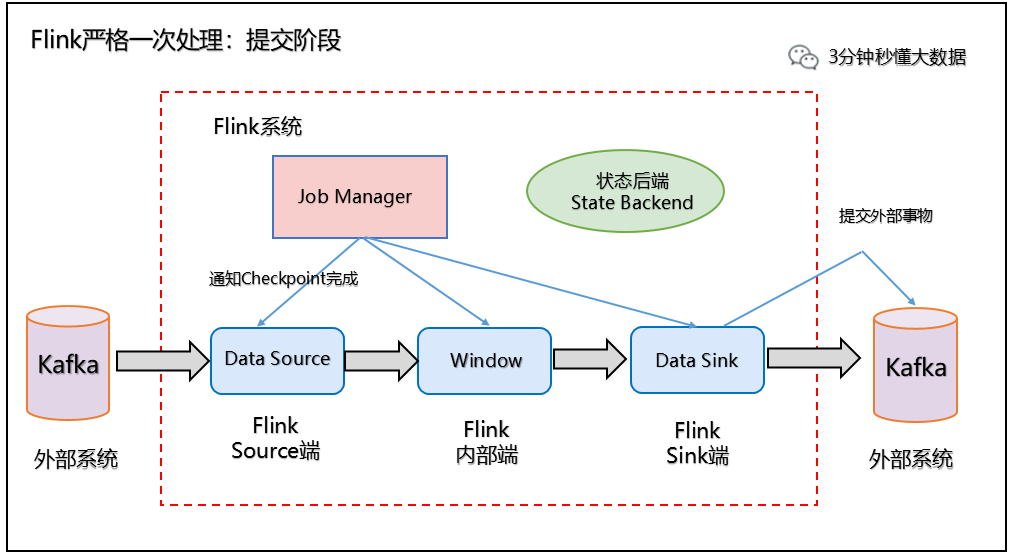 Flink严格一次处理：提交阶段
3分钟秒懂大数据
Flink系统
Job Manager
状态后端
State Backend
提交外部事物
通知Checkpoint完成
Kafka
Data Source
Window
Data Sink
Kafka
Flink
Source端
Flink
内部端
Flink
Sink端
外部系统
外部系统